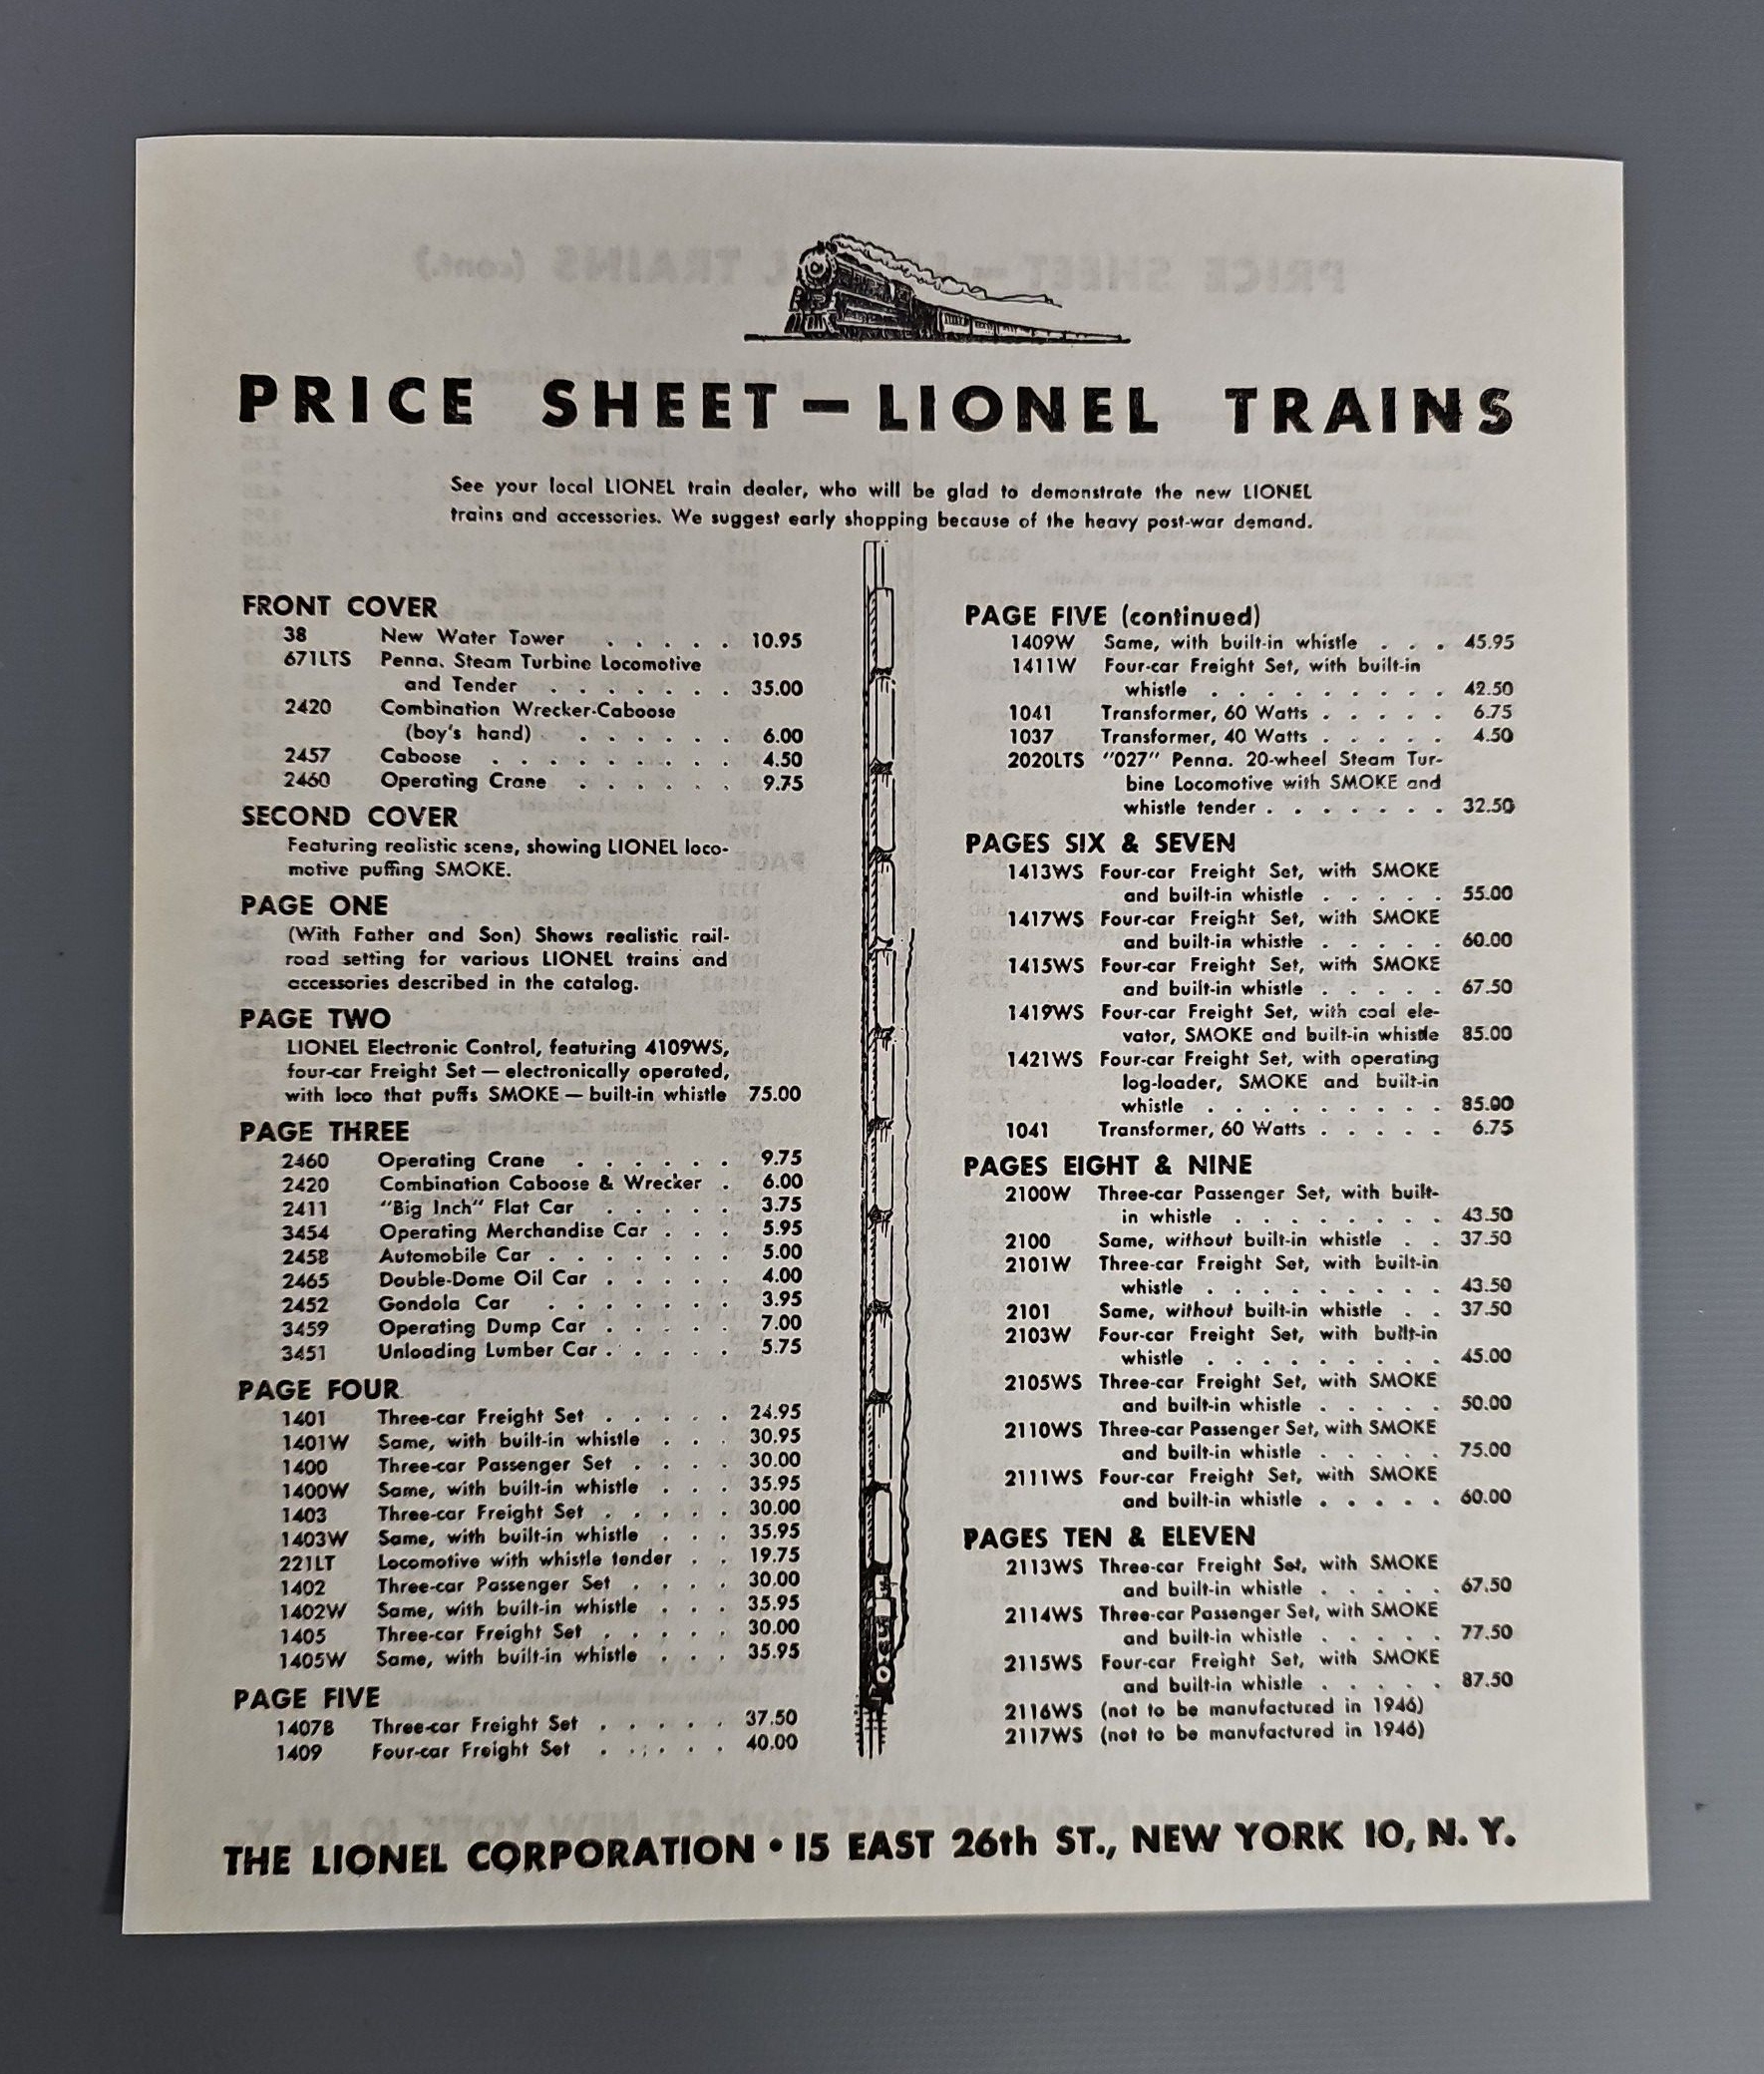 PRICE SHEET — LIONEL TRAINS
See your local LIONEL train dealer, who will be glad to demonstrate the new LIONEL
trains and accessories. We suggest early shopping because of the heavy post-war demand.
FRONT COVER
38 New Water Tower . . . . . 10.95
671LTS Penna. Steam Turbine Locomotive
and Tender . . . . . . . 35.00
2420 Combination Wrecker-Caboose
(boy's hand) . . . . . . 6.00
2457 Caboose . . . . . . . . . 4.50
2460 Operating Crane . . . . . . 9.75
SECOND COVER
Featuring realistic scene, showing LIONEL loco-
motive puffing SMOKE.
PAGE ONE
(With Father and Son) Shows realistic rail-
road setting for various LIONEL trains and
accessories described in the catalog.
PAGE TWO
LIONEL Electronic Control, featuring 4109WS,
four-car Freight Set — electronically operated,
with loco that puffs SMOKE — built-in whistle 75.00
PAGE THREE
2460 Operating Crane . . . . . . 9.75
2420 Combination Caboose & Wrecker . 6.00
2411 "Big Inch" Flat Car . . . . . 3.75
3454 Operating Merchandise Car . . . 5.95
2458 Automobile Car . . . . . . . 5.00
2465 Double-Dome Oil Car . . . . . 4.00
2452 Gondola Car . . . . . . . 3.95
3459 Operating Dump Car . . . . . 7.00
3451 Unloading Lumber Car . . . . . 5.75
PAGE FOUR
1401 Three-car Freight Set . . . . . 24.95
1401W Same, with built-in whistle . . . 30.95
1400 Three-car Passenger Set . . . . 30.00
1400W Same, with built-in whistle . . . 35.95
1403 Three-car Freight Set . . . . . 30.00
1403W Same, with built-in whistle . . . 35.95
221LT Locomotive with whistle tender . . 19.75
1402 Three-car Passenger Set . . . . 30.00
1402W Same, with built-in whistle . . . 35.95
1405 Three-car Freight Set . . . . . 30.00
1405W Same, with built-in whistle . . . 35.95
PAGE FIVE
1407B Three-car Freight Set . . . . . 37.50
1409 Four-car Freight Set . . . . . 40.00
PAGE FIVE (continued)
1409W Same, with built-in whistle . . . 45.95
1411W Four-car Freight Set, with built-in
whistle . . . . . . . . . 42.50
1041 Transformer, 60 Watts . . . . . 6.75
1037 Transformer, 40 Watts . . . . . 4.50
2020LTS "027" Penna. 20-wheel Steam Tur-
bine Locomotive with SMOKE and
whistle tender . . . . . . . 32.50
PAGES SIX & SEVEN
1413WS Four-car Freight Set, with SMOKE
and built-in whistle . . . . . 55.00
1417WS Four-car Freight Set, with SMOKE
and built-in whistle . . . . . 60.00
1415WS Four-car Freight Set, with SMOKE
and built-in whistle . . . . . 67.50
1419WS Four-car Freight Set, with coal ele-
vator, SMOKE and built-in whistle 85.00
1421WS Four-car Freight Set, with operating
log-loader, SMOKE and built-in
whistle . . . . . . . . . 85.00
1041 Transformer, 60 Watts . . . . . 6.75
PAGES EIGHT & NINE
2100W Three-car Passenger Set, with built-
in whistle . . . . . . . . 43.50
2100 Same, without built-in whistle . . 37.50
2101W Three-car Freight Set, with built-in
whistle . . . . . . . . . 43.50
2101 Same, without built-in whistle . . 37.50
2103W Four-car Freight Set, with built-in
whistle . . . . . . . . . 45.00
2105WS Three-car Freight Set, with SMOKE
and built-in whistle . . . . . 50.00
2110WS Three-car Passenger Set, with SMOKE
and built-in whistle . . . . . 75.00
2111WS Four-car Freight Set, with SMOKE
and built-in whistle . . . . . 60.00
PAGES TEN & ELEVEN
2113WS Three-car Freight Set, with SMOKE
and built-in whistle . . . . . 67.50
2114WS Three-car Passenger Set, with SMOKE
and built-in whistle . . . . . 77.50
2115WS Four-car Freight Set, with SMOKE
and built-in whistle . . . . . 87.50
2116WS (not to be manufactured in 1946)
2117WS (not to be manufactured in 1946)
THE LIONEL CORPORATION • 15 EAST 26th ST., NEW YORK 10, N. Y.